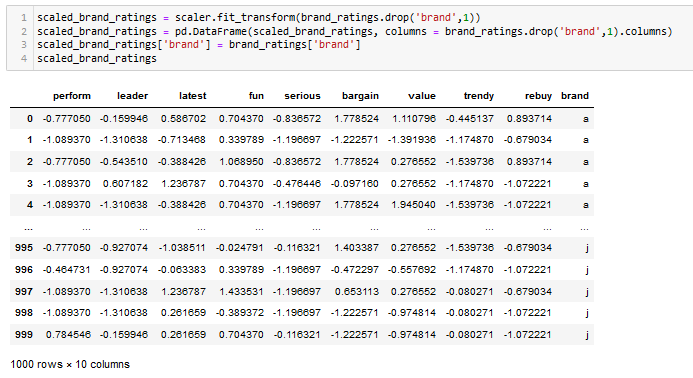 1 scaled_brand_ratings = scaler.fit_transform(brand_ratings.drop('brand',1))
2 scaled_brand_ratings = pd.DataFrame(scaled_brand_ratings, columns = brand_ratings.drop('brand',1).columns)
3 scaled_brand_ratings['brand'] = brand_ratings['brand']
4 scaled_brand_ratings
perform leader latest fun serious bargain value trendy rebuy brand
0 -0.777050 -0.159946 0.586702 0.704370 -0.836572 1.778524 1.110796 -0.445137 0.893714 a
1 -1.089370 -1.310638 -0.713468 0.339789 -1.196697 -1.222571 -1.391936 -1.174870 -0.679034 a
2 -0.777050 -0.543510 -0.388426 1.068950 -0.836572 1.778524 0.276552 -1.539736 0.893714 a
3 -1.089370 0.607182 1.236787 0.704370 -0.476446 -0.097160 0.276552 -1.174870 -1.072221 a
4 -1.089370 -1.310638 -0.388426 0.704370 -1.196697 1.778524 1.945040 -1.539736 -1.072221 a
... ... ... ... ... ... ... ... ... ... ...
995 -0.777050 -0.927074 -1.038511 -0.024791 -0.116321 1.403387 0.276552 -1.539736 -0.679034 j
996 -0.464731 -0.927074 -0.063383 0.339789 -1.196697 -0.472297 -0.557692 -1.174870 -1.072221 j
997 -1.089370 -1.310638 1.236787 1.433531 -1.196697 0.653113 0.276552 -0.080271 -0.679034 j
998 -1.089370 -1.310638 0.261659 -0.389372 -1.196697 -1.222571 -0.974814 -0.080271 -1.072221 j
999 0.784546 -0.159946 0.261659 0.704370 -0.116321 -1.222571 -0.974814 -0.080271 -1.072221 j
1000 rows × 10 columns